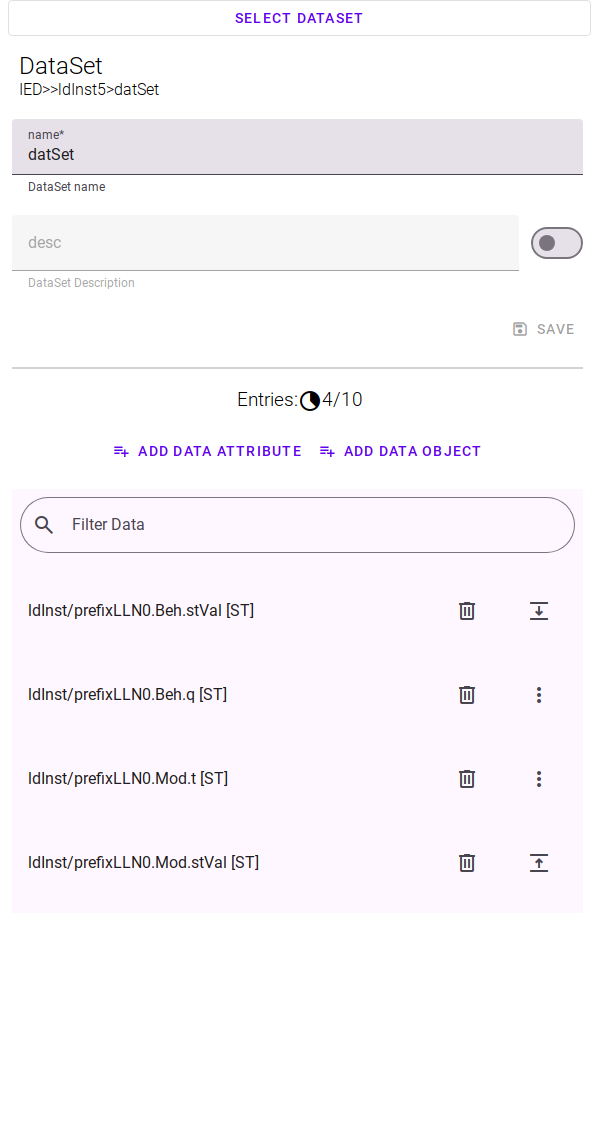 SELECT DATASET
DataSet
IED>>ldInst5>datSet
name*
datSet
DataSet name
desc
DataSet Description
SAVE
Entries: 4/10
ADD DATA ATTRIBUTE ADD DATA OBJECT
Filter Data
ldInst/prefixLLN0.Beh.stVal [ST]
ldInst/prefixLLN0.Beh.q [ST]
ldInst/prefixLLN0.Mod.t [ST]
ldInst/prefixLLN0.Mod.stVal [ST]